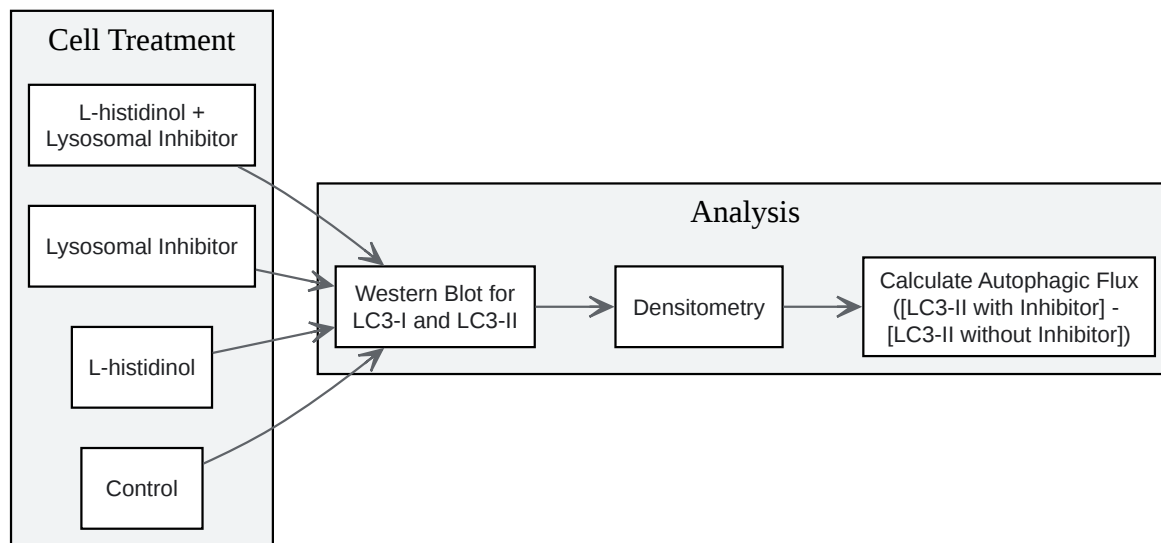 Cell Treatment
L-histidinol +
Lysosomal Inhibitor
Lysosomal Inhibitor
L-histidinol
Control
Analysis
Western Blot for
LC3-I and LC3-II
Densitometry
Calculate Autophagic Flux
([LC3-II with Inhibitor] -
[LC3-II without Inhibitor])